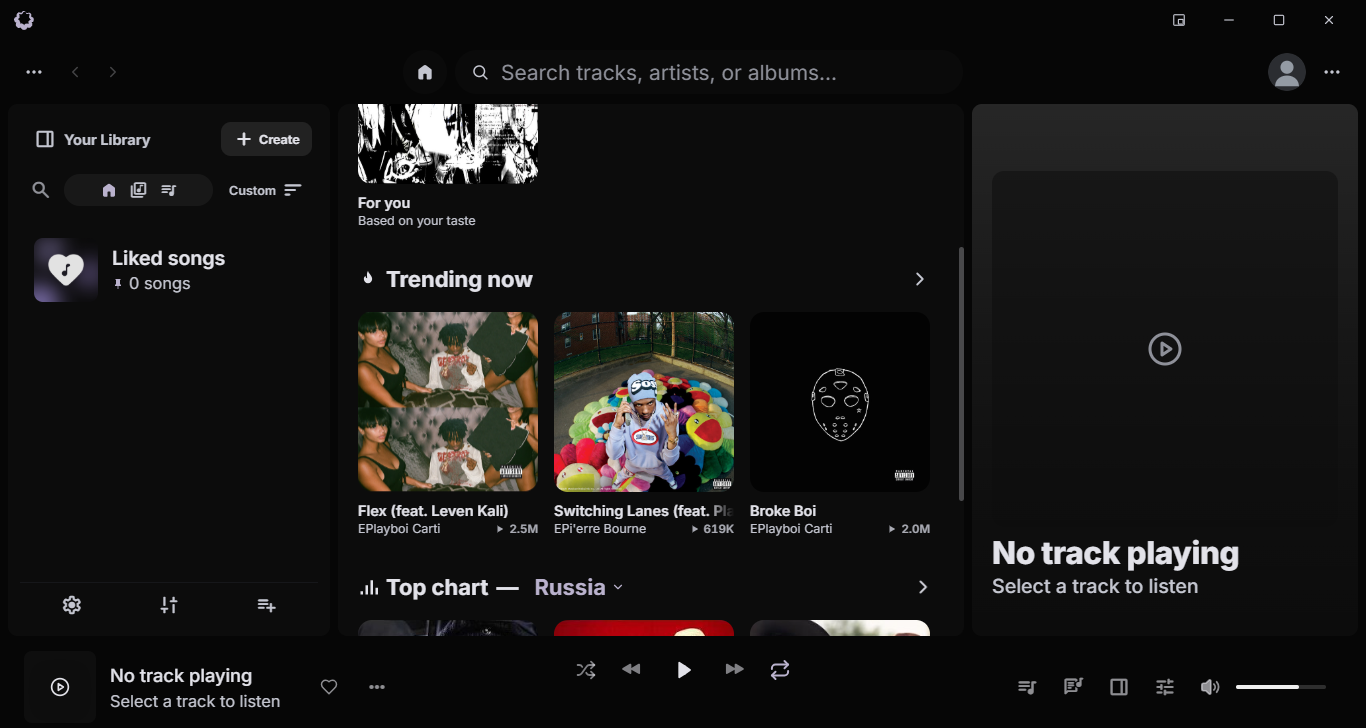 Search tracks, artists, or albums...
Your Library
Create
Custom
Liked songs
0 songs
For you
Based on your taste
Trending now
Flex (feat. Leven Kali)
EPlayboi Carti
2.5M
Switching Lanes (feat. Pla
EPi'erre Bourne
619K
Broke Boi
EPlayboi Carti
2.0M
Top chart — Russia
No track playing
Select a track to listen
No track playing
Select a track to listen